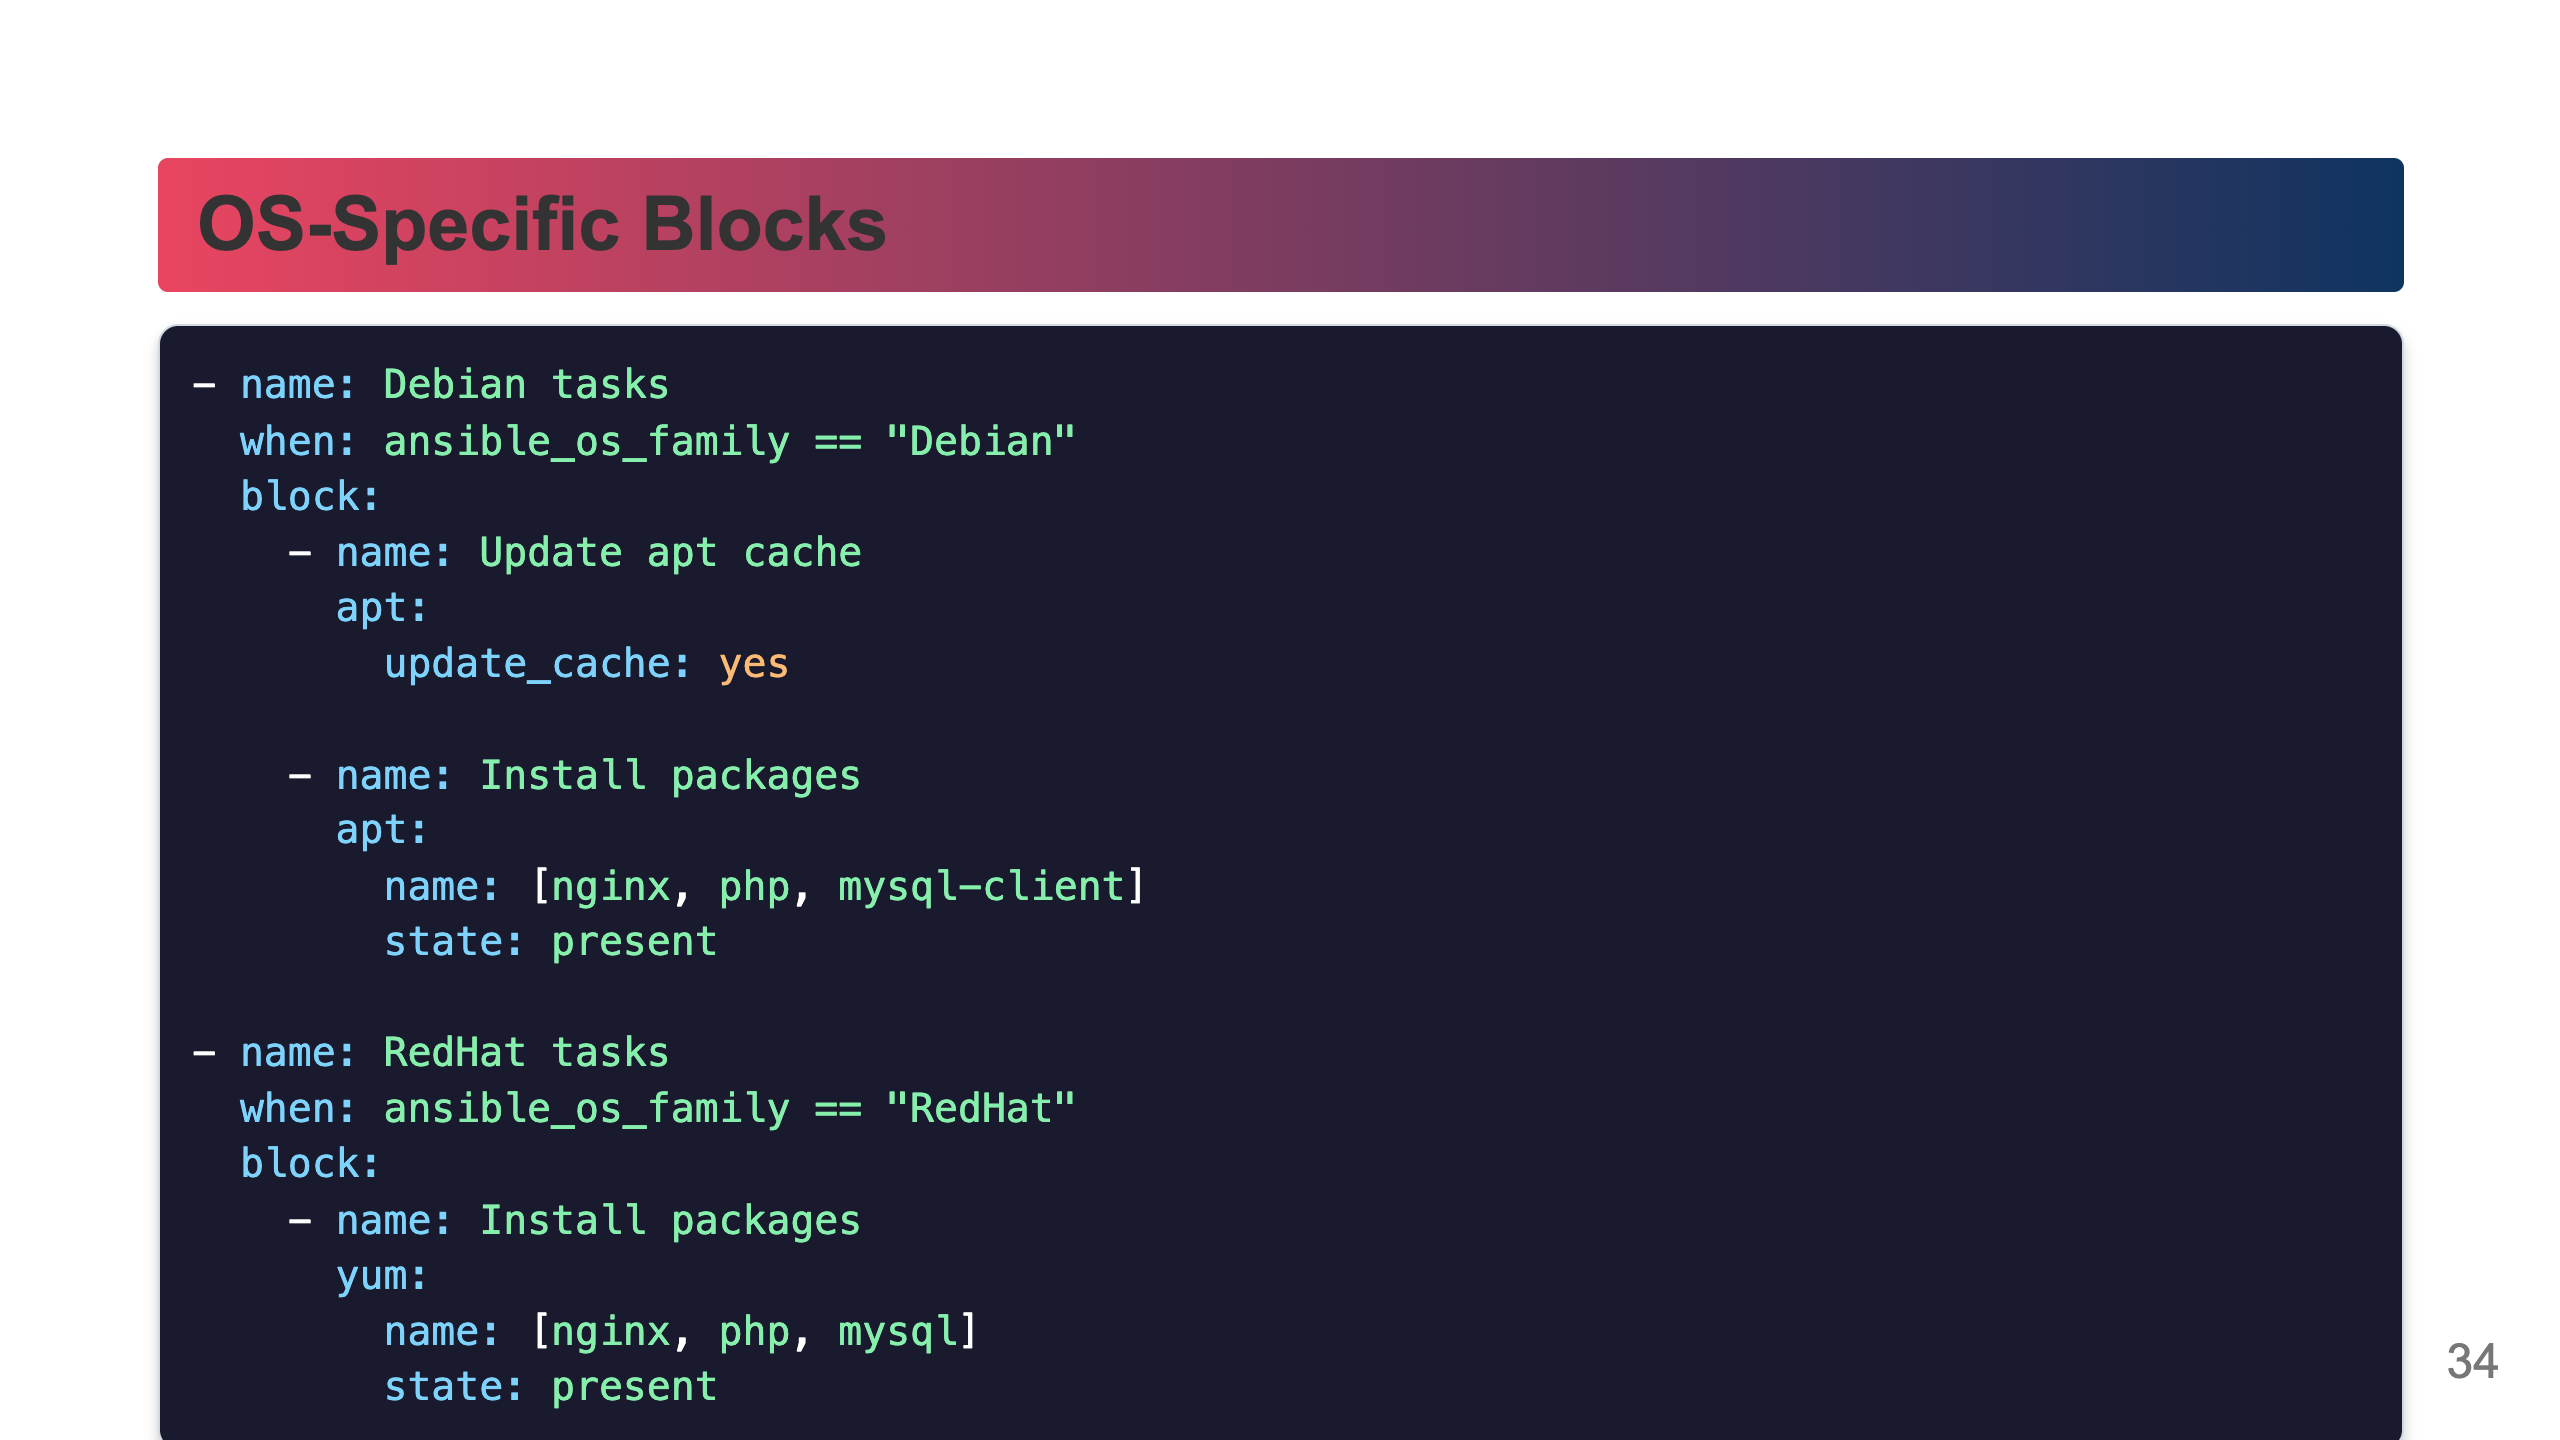 OS-Specific Blocks
- name: Debian tasks
  when: ansible_os_family == "Debian"
  block:
    - name: Update apt cache
      apt:
        update_cache: yes

    - name: Install packages
      apt:
        name: [nginx, php, mysql-client]
        state: present

- name: RedHat tasks
  when: ansible_os_family == "RedHat"
  block:
    - name: Install packages
      yum:
        name: [nginx, php, mysql]
        state: present
34